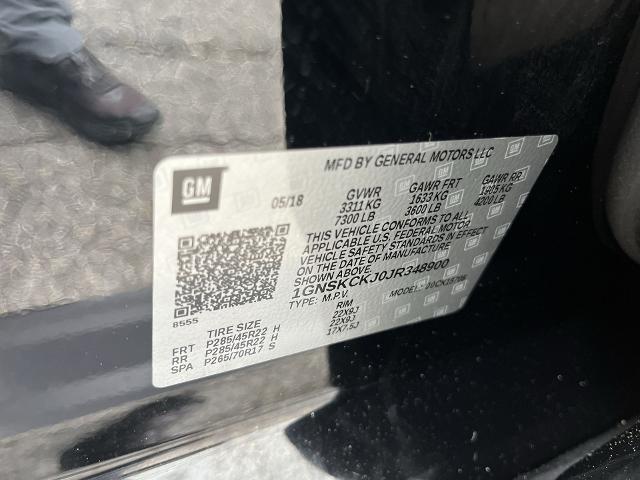 MFD BY GENERAL MOTORS LLC
GM
05/18 GVWR GAWR FRT GAWR RR
3311 KG 1633 KG 1905 KG
7300 LB 3600 LB 4200 LB
THIS VEHICLE CONFORMS TO ALL
APPLICABLE U.S. FEDERAL MOTOR
VEHICLE SAFETY STANDARDS IN EFFECT
ON THE DATE OF MANUFACTURE
SHOWN ABOVE.
1GNSKCKJ0JR348900
TYPE: M.P.V. MODEL:
8555
TIRE SIZE RIM
FRT P285/45R22 H 22X9J
RR P285/45R22 H 22X9J
SPA P265/70R17 S 17X7.5J